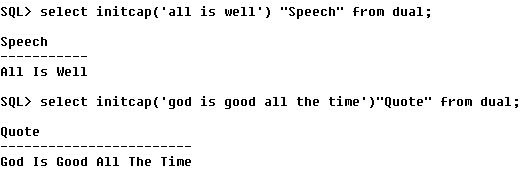 SQL> select initcap('all is well') "Speech" from dual;
Speech
-----------
All Is Well
SQL> select initcap('god is good all the time')"Quote" from dual;
Quote
------------------------
God Is Good All The Time